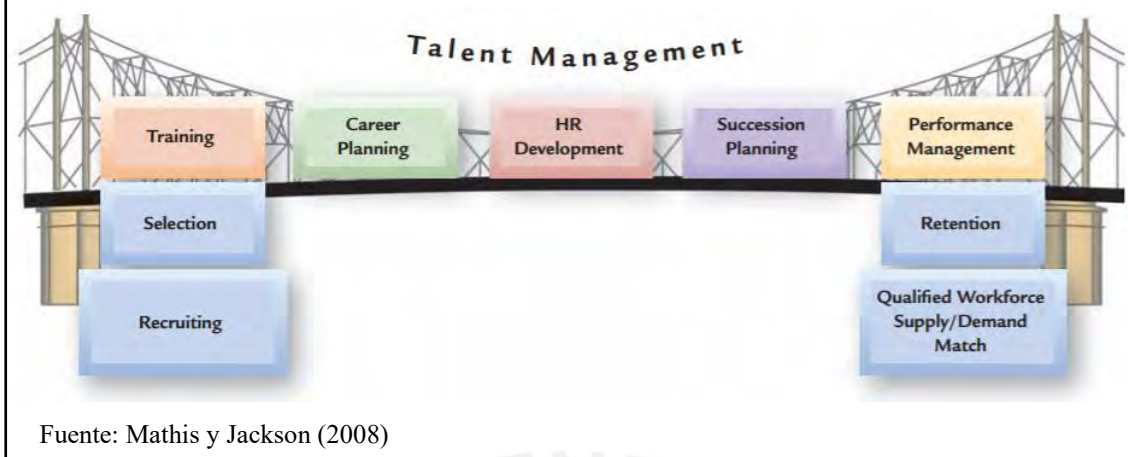 Talent Management
Training
Career
Planning
HR
Development
Succession
Planning
Performance
Management
Selection
Retention
Recruiting
Qualified Workforce
Supply/Demand
Match
Fuente: Mathis y Jackson (2008)